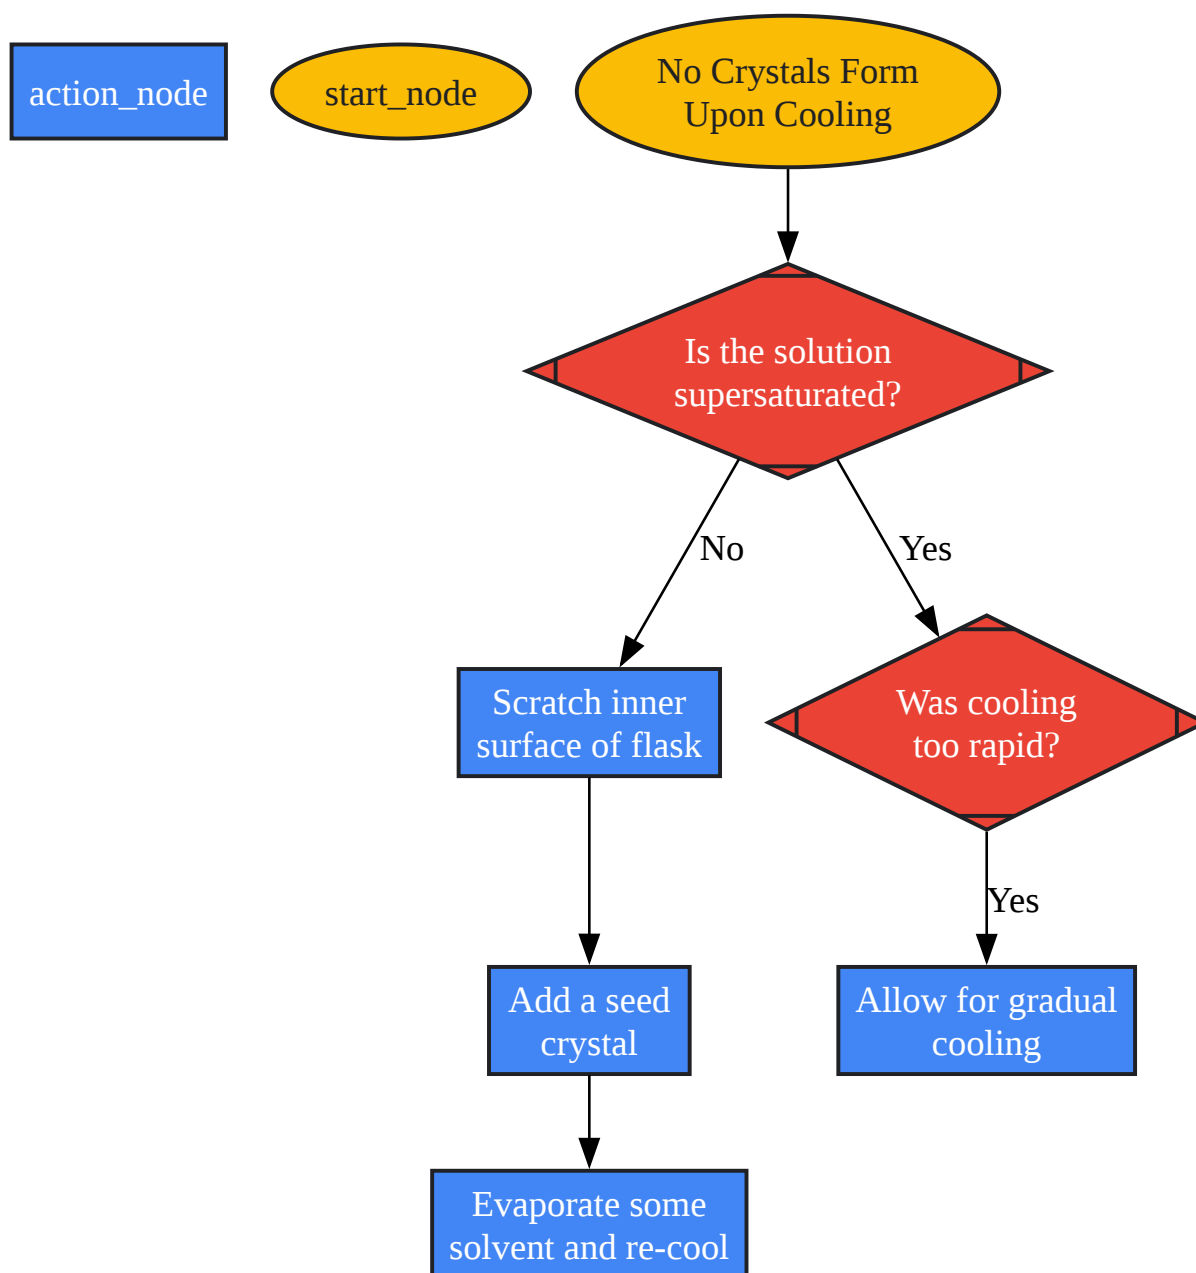 action_node
start_node
No Crystals Form
Upon Cooling
Is the solution
supersaturated?
No
Yes
Scratch inner
surface of flask
Was cooling
too rapid?
Yes
Add a seed
crystal
Allow for gradual
cooling
Evaporate some
solvent and re-cool